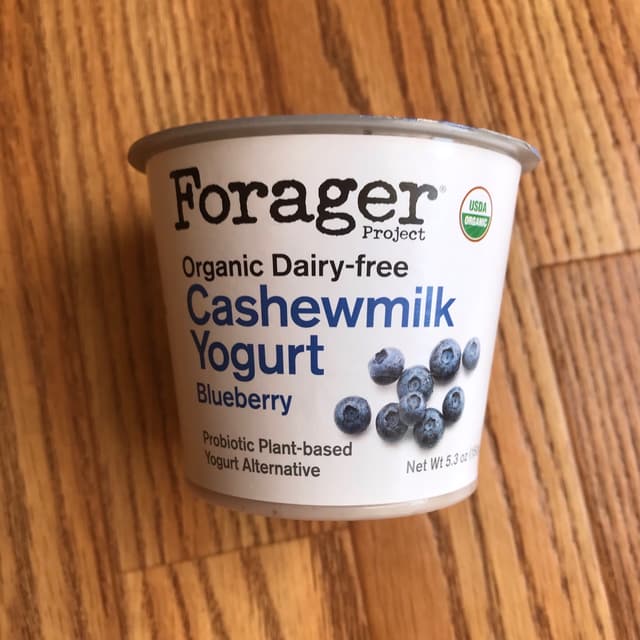 Forager®
Project
USDA
ORGANIC
Organic Dairy-free
Cashewmilk
Yogurt
Blueberry
Probiotic Plant-based
Yogurt Alternative
Net Wt 5.3 oz